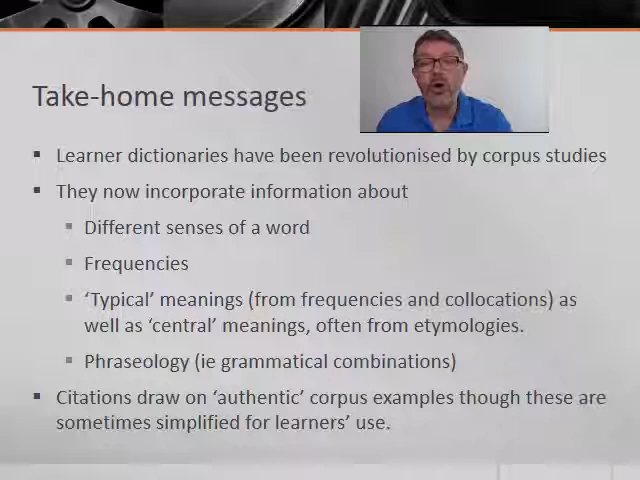 Take-home messages
Learner dictionaries have been revolutionised by corpus studies
They now incorporate information about
Different senses of a word
Frequencies
‘Typical’ meanings (from frequencies and collocations) as
well as ‘central’ meanings, often from etymologies.
Phraseology (ie grammatical combinations)
Citations draw on ‘authentic’ corpus examples though these are
sometimes simplified for learners’ use.